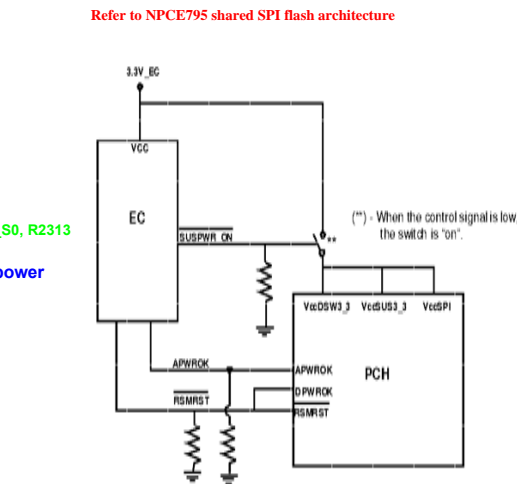 Refer to NPCE795 shared SPI flash architecture
3.3V_EC
VCC
EC
_S0, R2313
SUSPWR_ON
**
(**) - When the control signal is low
the switch is "on".
power
VccDSW3_3 VccSUS3_3 VccSPI
APWROK
APWROK
PCH
DPWROK
RSMRST
RSMRST